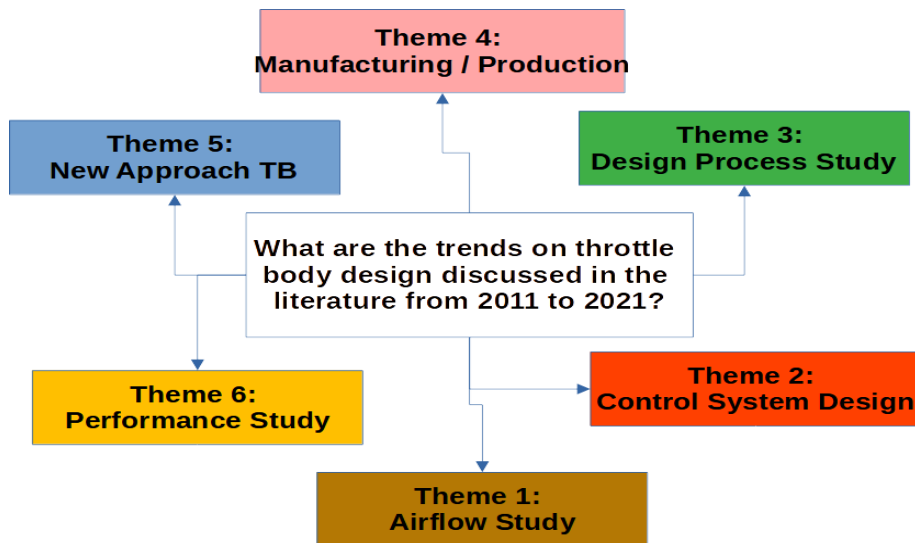 Theme 4:
Manufacturing / Production
Theme 5:
New Approach TB
Theme 3:
Design Process Study
What are the trends on throttle
body design discussed in the
literature from 2011 to 2021?
Theme 6:
Performance Study
Theme 2:
Control System Design
Theme 1:
Airflow Study